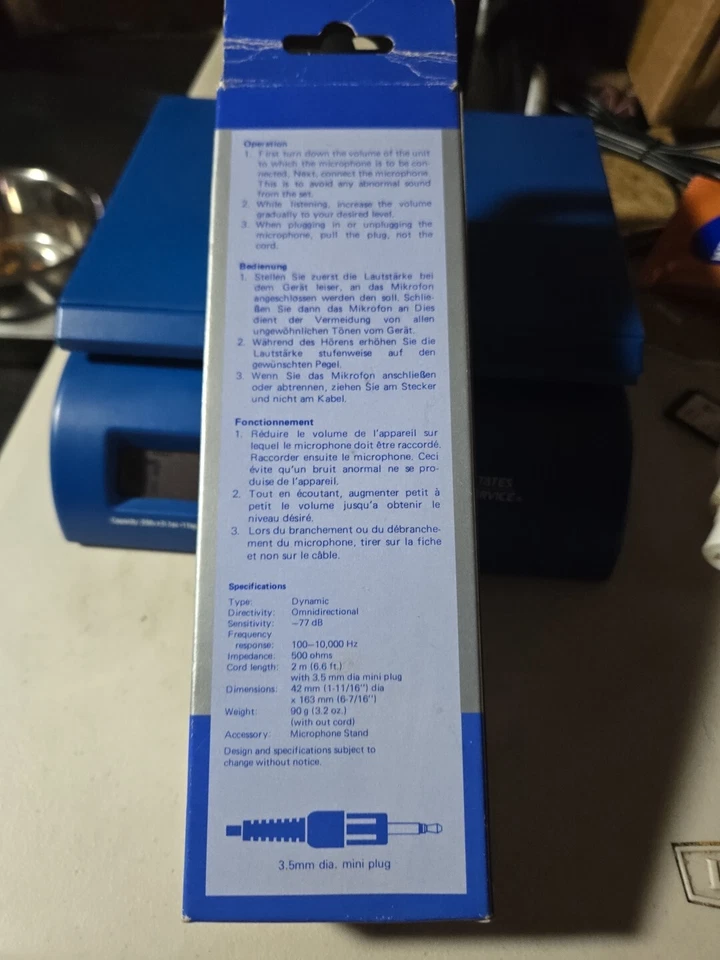 Operation
1. First turn down the volume of the unit
to which the microphone is to be con-
nected. Next, connect the microphone.
This is to avoid any abnormal sound
from the set.
2. While listening, increase the volume
gradually to your desired level.
3. When plugging in or unplugging the
microphone, pull the plug, not the
cord.
Bedienung
1. Stellen Sie zuerst die Lautstärke bei
dem Gerät leiser, an das Mikrofon
angeschlossen werden den soll. Schlie-
ßen Sie dann das Mikrofon an Dies
dient der Vermeidung von allen
ungewöhnlichen Tönen vom Gerät.
2. Während des Hörens erhöhen Sie die
Lautstärke stufenweise auf den
gewünschten Pegel.
3. Wenn Sie das Mikrofon anschließen
oder abtrennen, ziehen Sie am Stecker
und nicht am Kabel.
Fonctionnement
1. Réduire le volume de l'appareil sur
lequel le microphone doit être raccordé.
Raccorder ensuite le microphone. Ceci
évite qu'un bruit anormal ne se pro-
duise de l'appareil.
2. Tout en écoutant, augmenter petit à
petit le volume jusqu'a obtenir le
niveau désiré.
3. Lors du branchement ou du débranche-
ment du microphone, tirer sur la fiche
et non sur le câble.
Specifications
Type: Dynamic
Directivity: Omnidirectional
Sensitivity: –77 dB
Frequency
response: 100–10,000 Hz
Impedance: 500 ohms
Cord length: 2 m (6.6 ft.)
with 3.5 mm dia mini plug
Dimensions: 42 mm (1-11/16") dia
x 163 mm (6-7/16")
Weight: 90 g (3.2 oz.)
(with out cord)
Accessory: Microphone Stand
Design and specifications subject to
change without notice.
3.5mm dia. mini plug
TATES
ERVICE
Capacity: